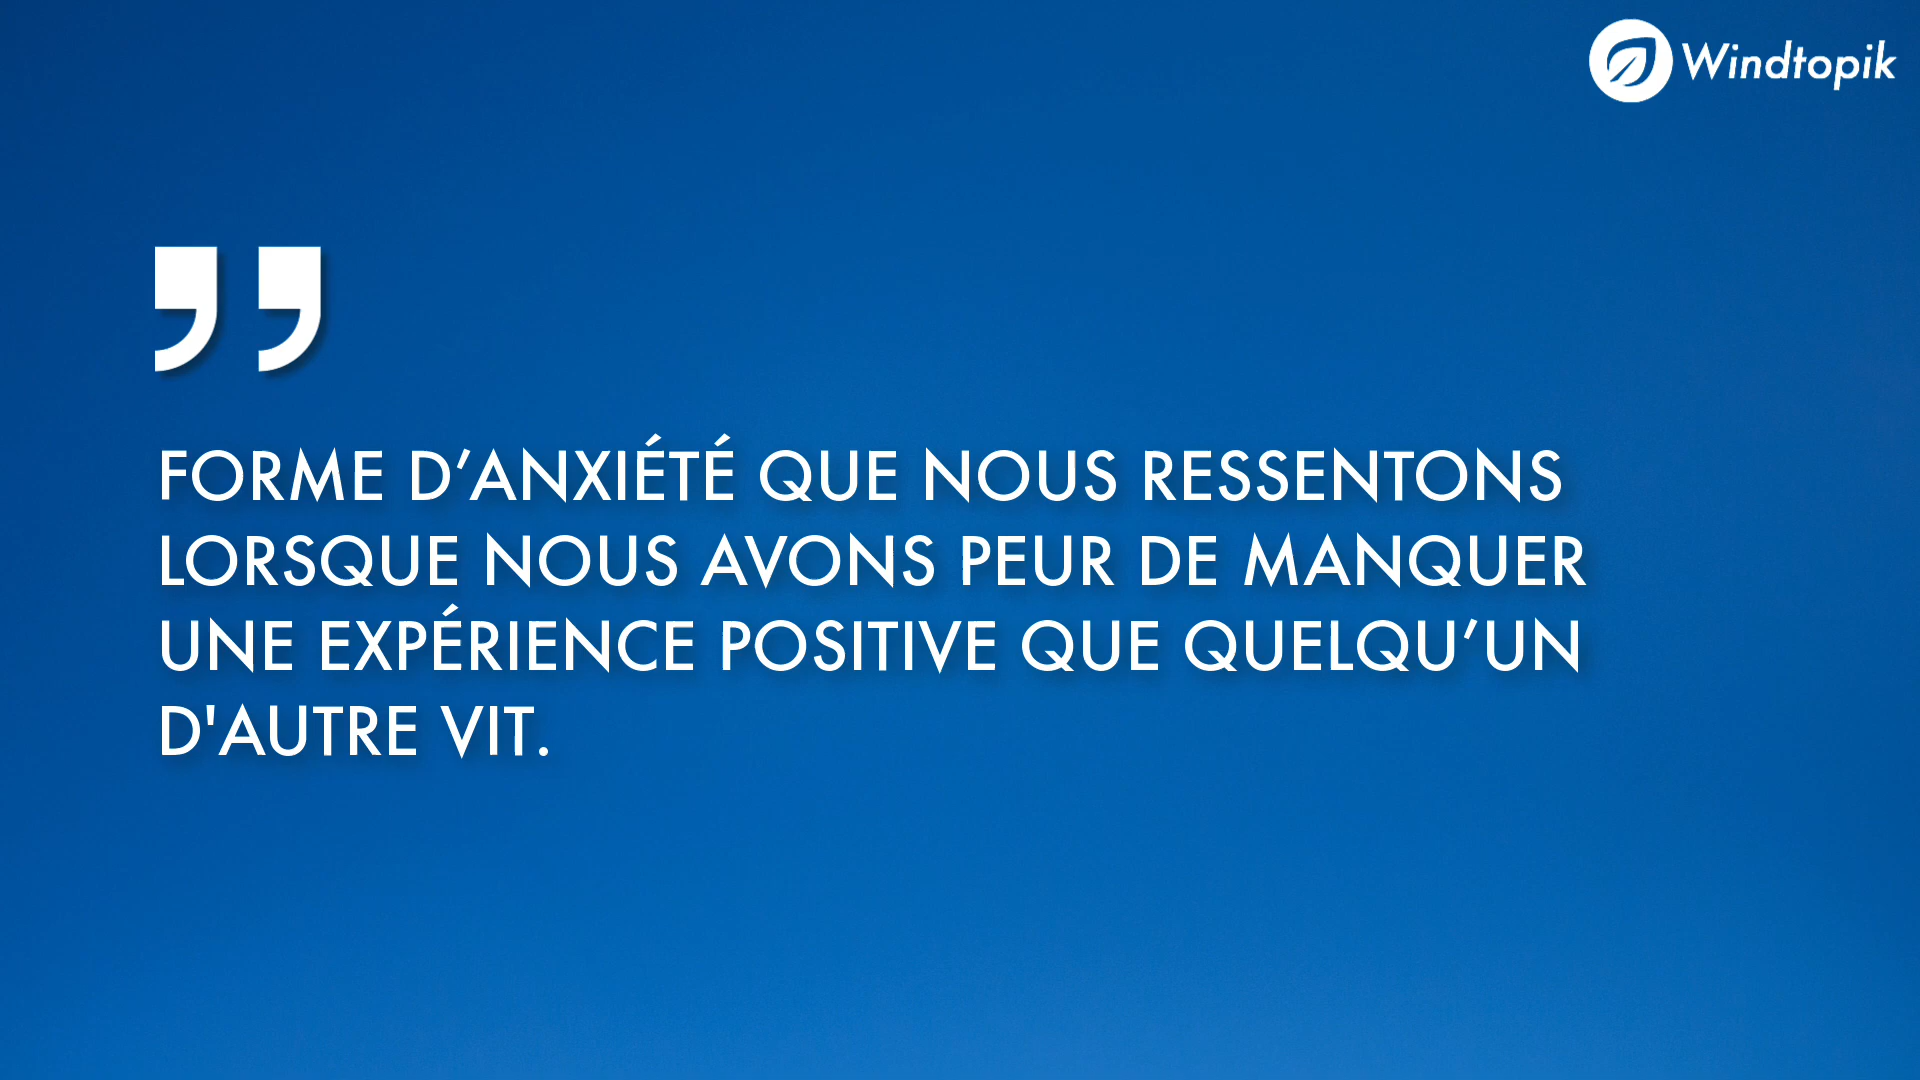 Windtopik
”
FORME D’ANXIÉTÉ QUE NOUS RESSENTONS
LORSQUE NOUS AVONS PEUR DE MANQUER
UNE EXPÉRIENCE POSITIVE QUE QUELQU’UN
D'AUTRE VIT.